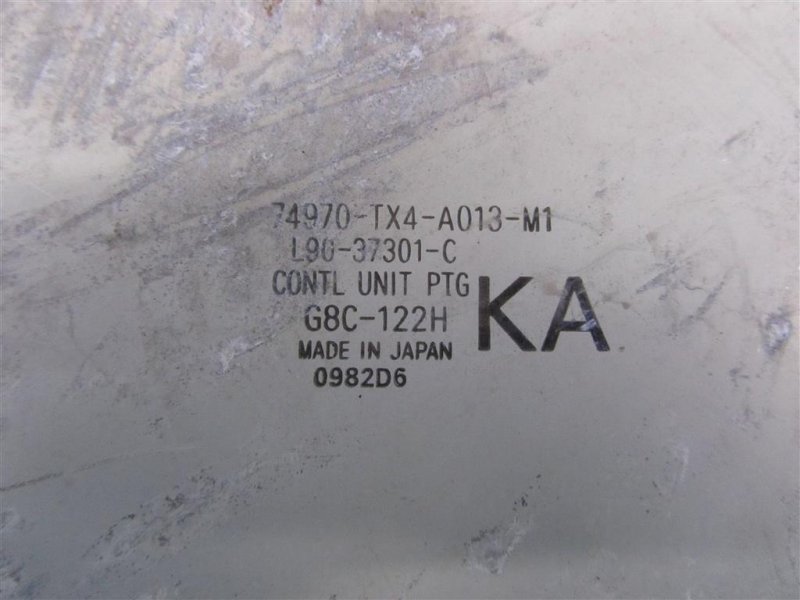 74970-TX4-A013-M1
L90-37301-C
CONTL UNIT PTG
G8C-122H
KA
MADE IN JAPAN
0982D6